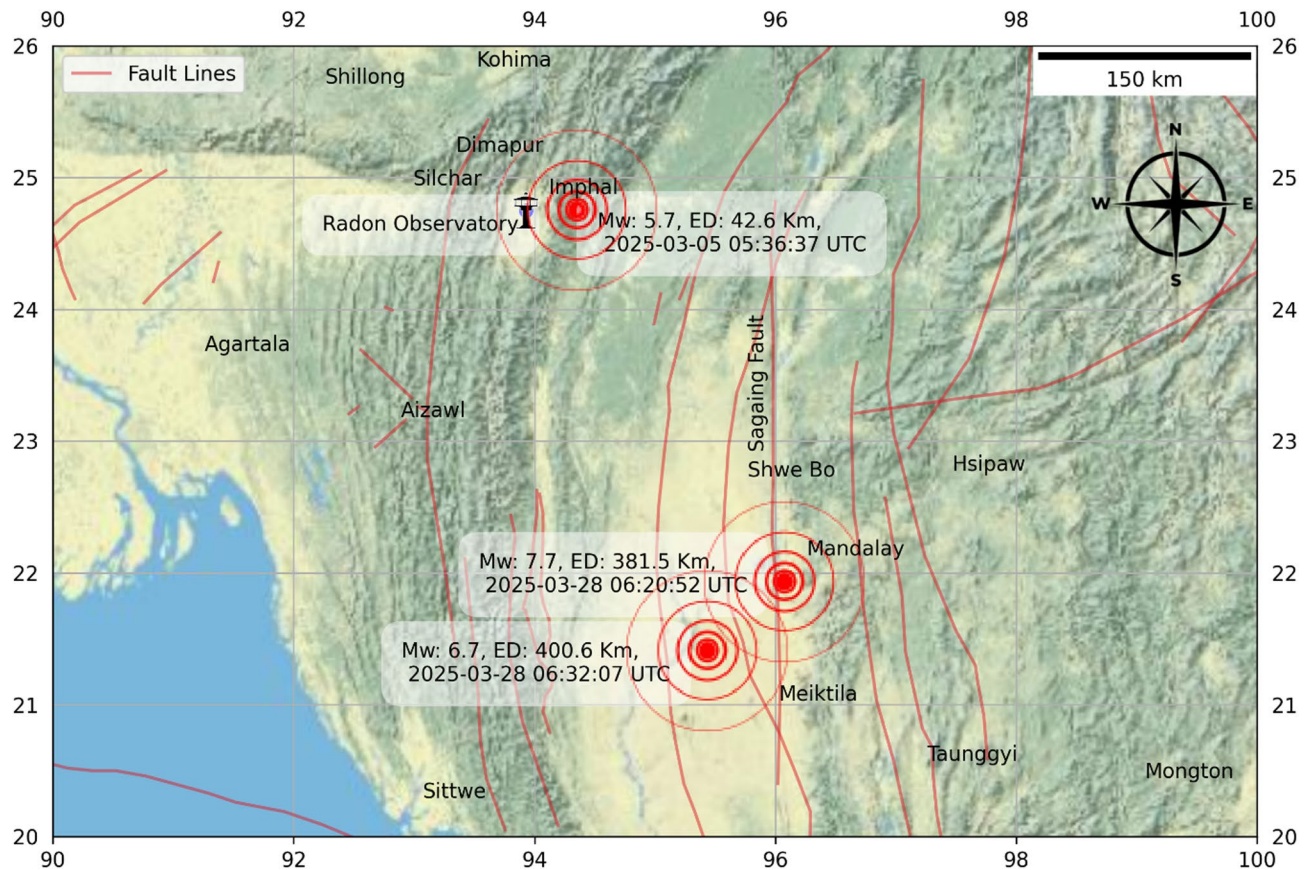 90 92 94 96 98 100
26 26
Fault Lines
Kohima
Shillong
150 km
N
Dimapur
25 Silchar 25
Imphal
W E
Radon Observatory
Mw: 5.7, ED: 42.6 Km,
2025-03-05 05:36:37 UTC
S
24 24
Agartala
Sagaing Fault
Aizawl
23 23
Shwe Bo
Hsipaw
Mandalay
Mw: 7.7, ED: 381.5 Km,
2025-03-28 06:20:52 UTC
22 22
Mw: 6.7, ED: 400.6 Km,
2025-03-28 06:32:07 UTC
Meiktila
21 21
Taunggyi
Mongton
Sittwe
20 20
90 92 94 96 98 100